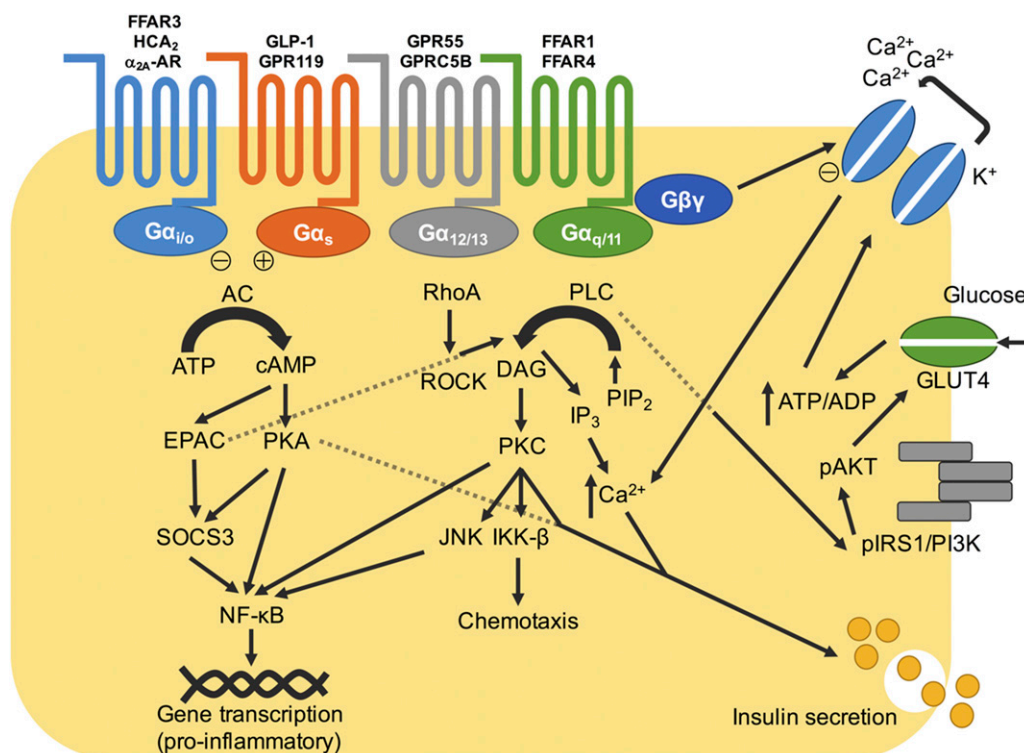 FFAR3
HCA₂
α₂A-AR
GLP-1
GPR119
GPR55
GPRC5B
FFAR1
FFAR4
Ca²⁺
Ca²⁺
Ca²⁺
K⁺
Gαi/o
Gαs
Gα12/13
Gαq/11
Gβγ
⊖
⊕
⊖
AC
ATP
cAMP
RhoA
ROCK
PLC
DAG
PIP₂
IP₃
EPAC
PKA
PKC
Ca²⁺
SOCS3
JNK
IKK-β
NF-κB
Chemotaxis
Gene transcription
(pro-inflammatory)
Glucose
GLUT4
ATP/ADP
pAKT
pIRS1/PI3K
Insulin secretion